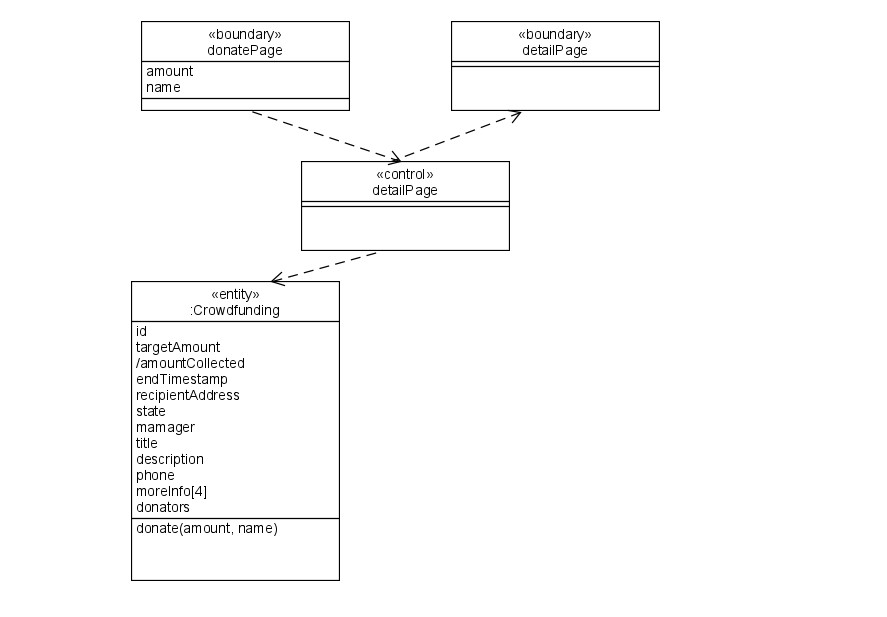 «boundary»
donatePage
amount
name
«boundary»
detailPage
«control»
detailPage
«entity»
:Crowdfunding
id
targetAmount
/amountCollected
endTimestamp
recipientAddress
state
mamager
title
description
phone
moreInfo[4]
donators
donate(amount, name)